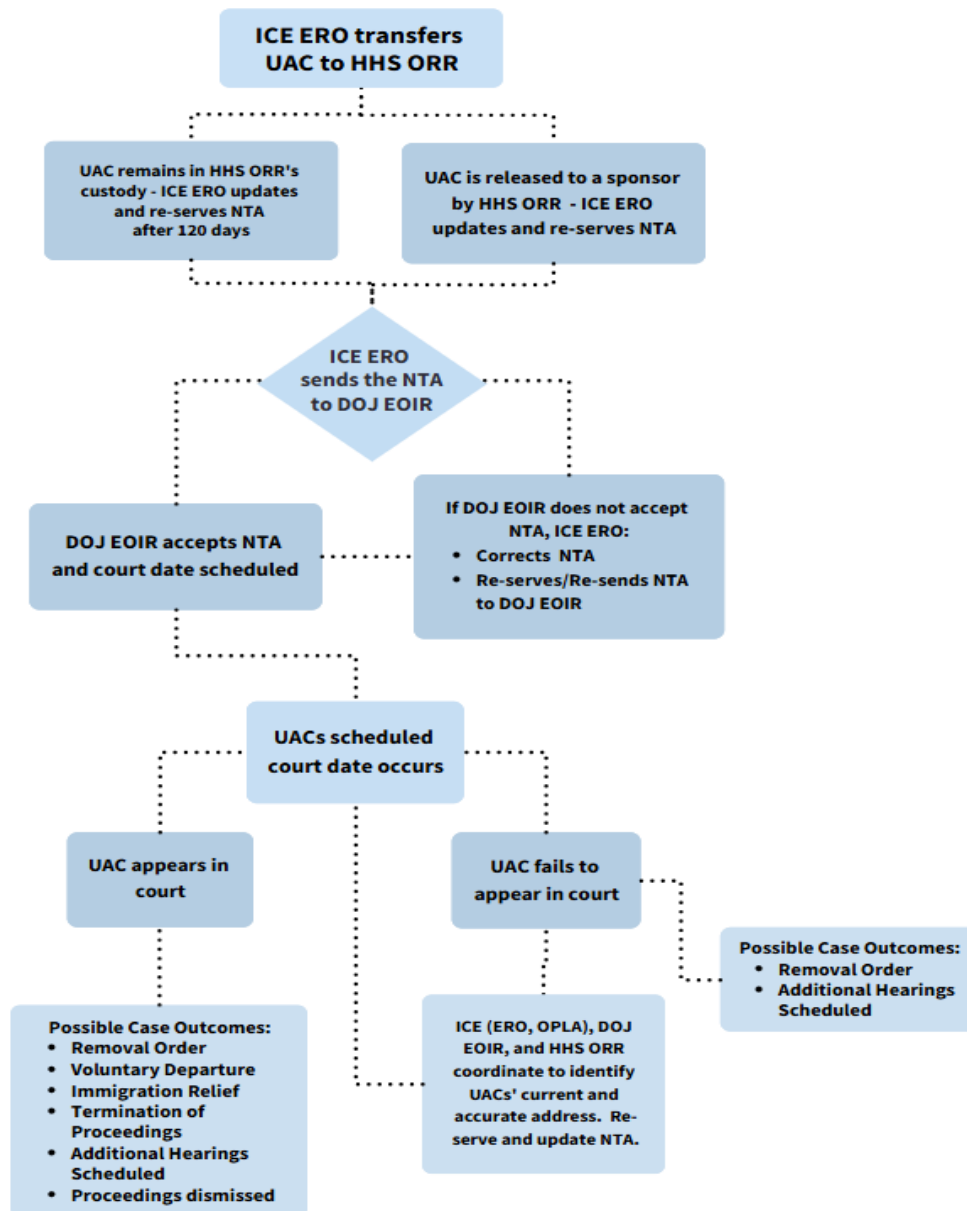 ICE ERO transfers
UAC to HHS ORR
UAC remains in HHS ORR's
custody - ICE ERO updates
and re-serves NTA
after 120 days
UAC is released to a sponsor
by HHS ORR - ICE ERO
updates and re-serves NTA
ICE ERO
sends the NTA
to DOJ EOIR
DOJ EOIR accepts NTA
and court date scheduled
If DOJ EOIR does not accept
NTA, ICE ERO:
• Corrects NTA
• Re-serves/Re-sends NTA
to DOJ EOIR
UACs scheduled
court date occurs
UAC appears in
court
UAC fails to
appear in court
Possible Case Outcomes:
• Removal Order
• Additional Hearings
Scheduled
Possible Case Outcomes:
• Removal Order
• Voluntary Departure
• Immigration Relief
• Termination of
Proceedings
• Additional Hearings
Scheduled
• Proceedings dismissed
ICE (ERO, OPLA), DOJ
EOIR, and HHS ORR
coordinate to identify
UACs' current and
accurate address. Re-
serve and update NTA.